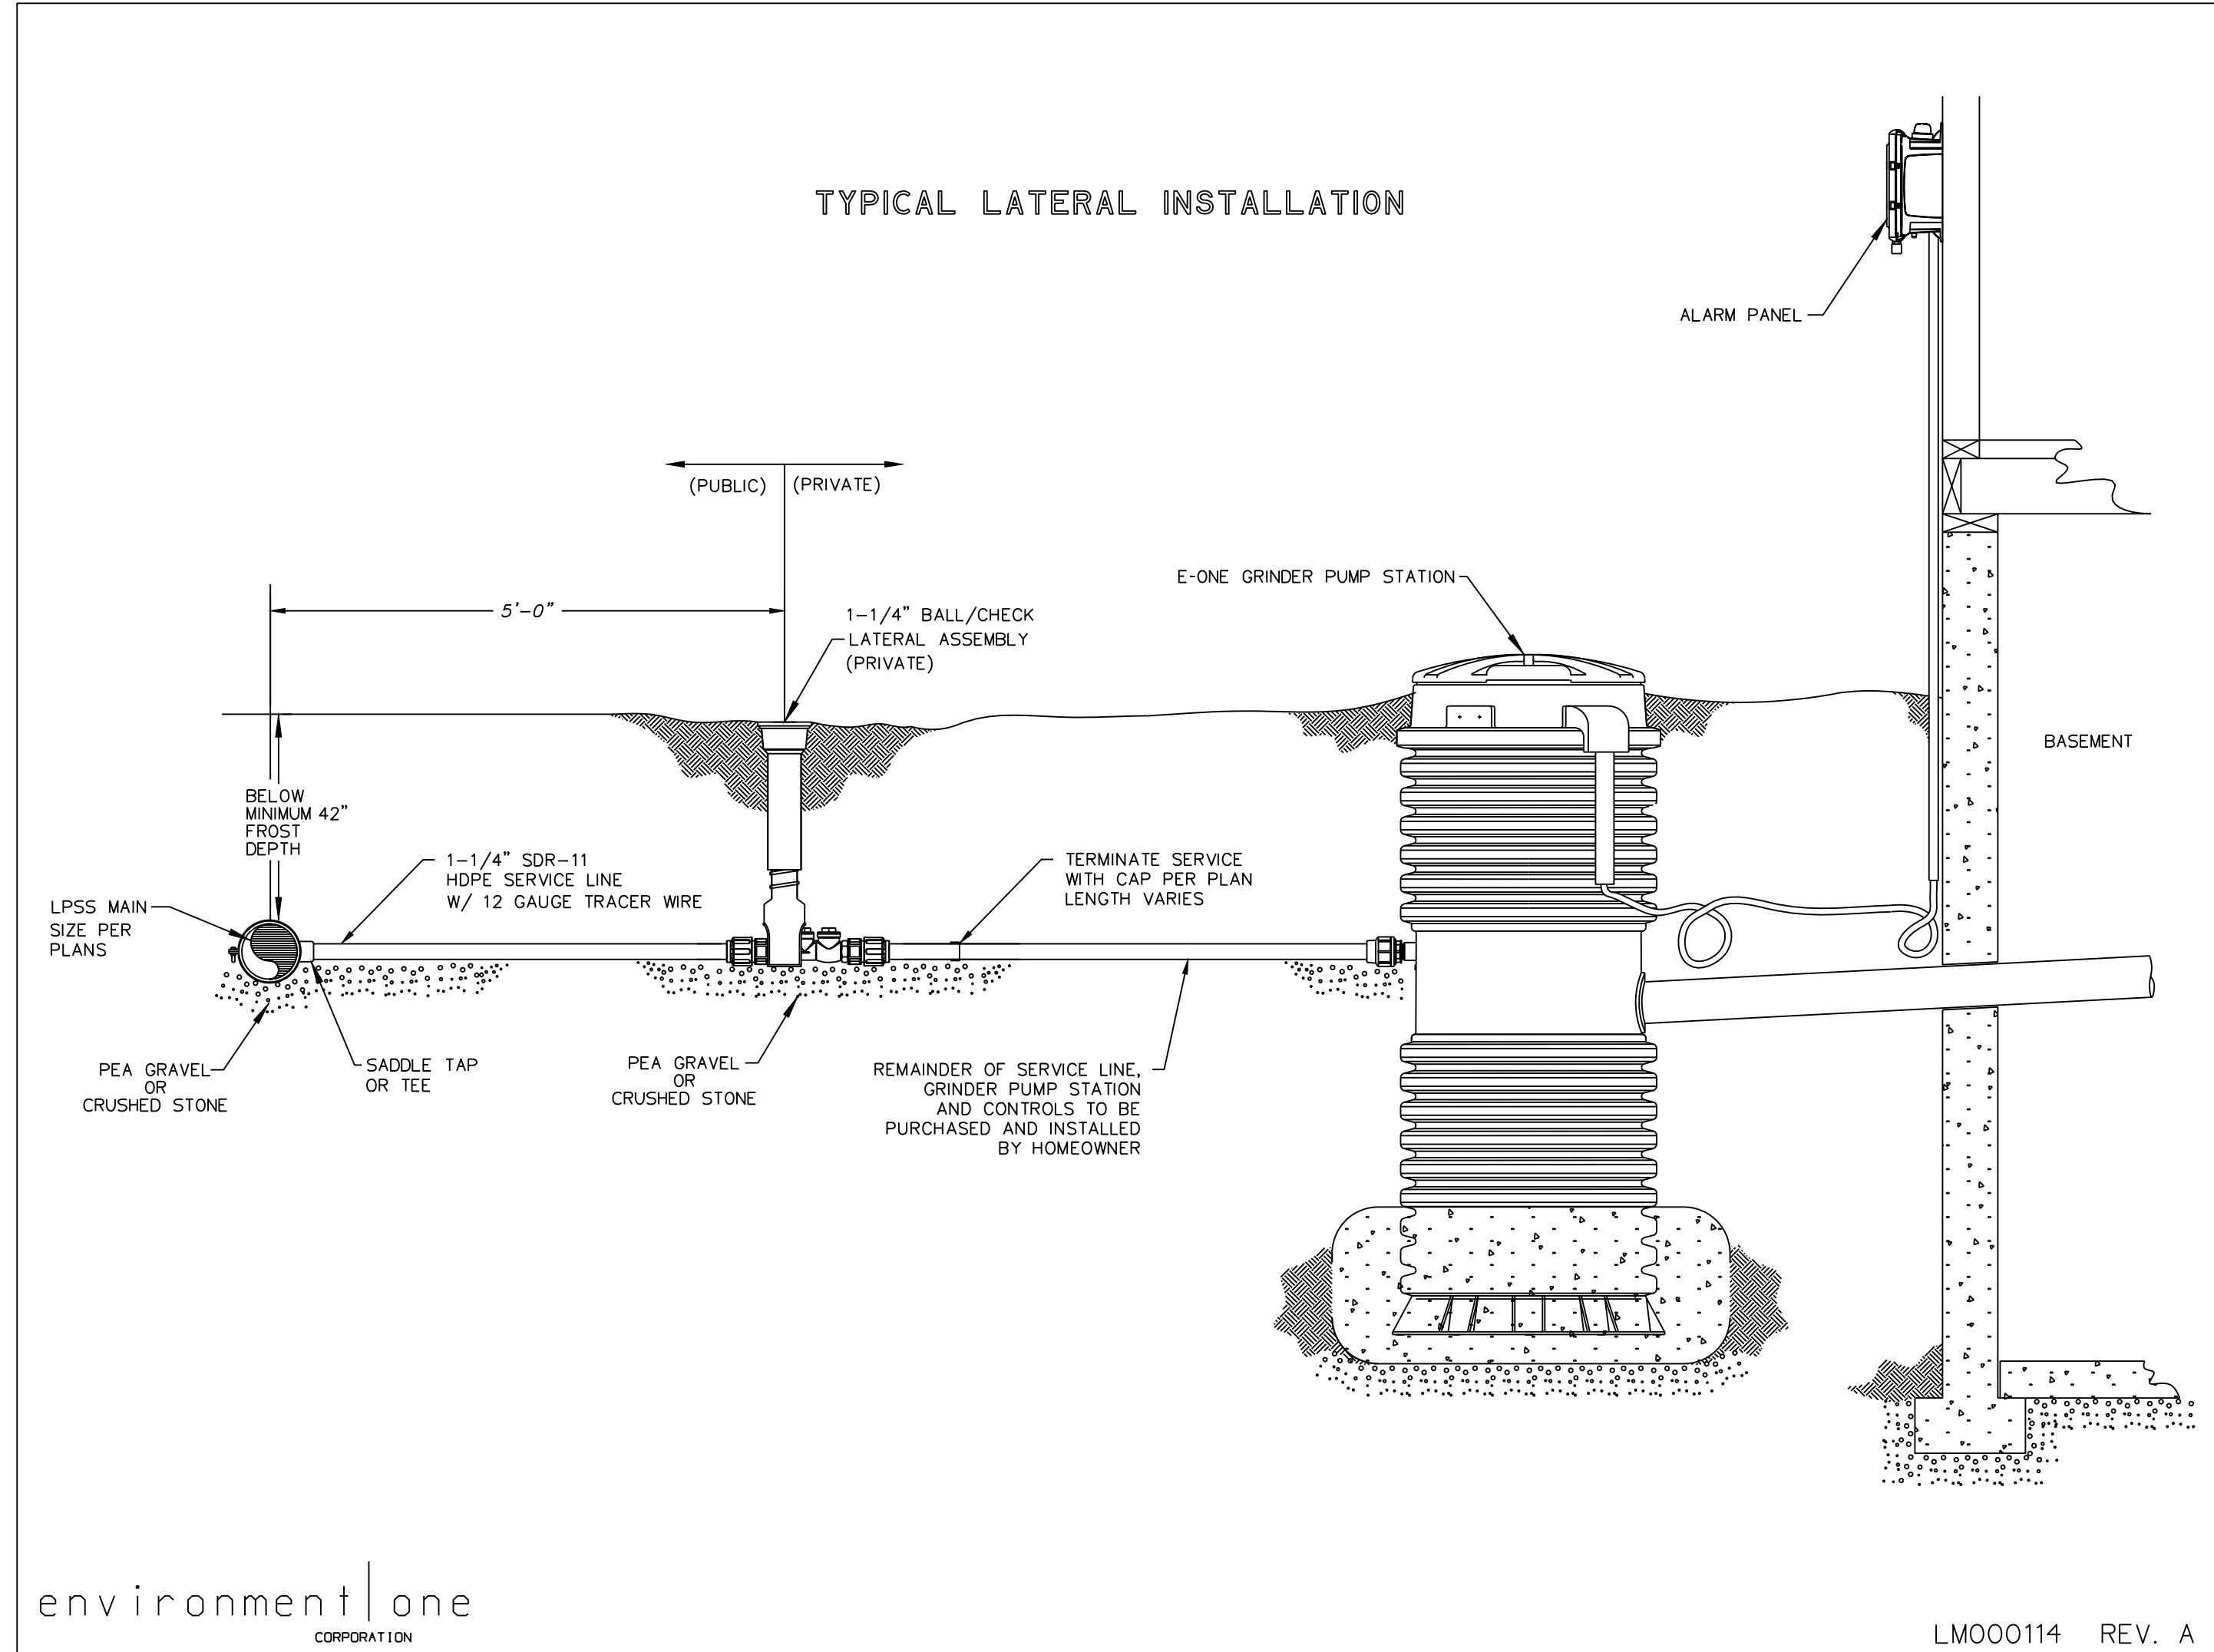 TYPICAL LATERAL INSTALLATION
ALARM PANEL
(PUBLIC) (PRIVATE)
E-ONE GRINDER PUMP STATION
5'-0"
1-1/4" BALL/CHECK
LATERAL ASSEMBLY
(PRIVATE)
BASEMENT
BELOW
MINIMUM 42"
FROST
DEPTH
1-1/4" SDR-11
HDPE SERVICE LINE
W/ 12 GAUGE TRACER WIRE
TERMINATE SERVICE
WITH CAP PER PLAN
LENGTH VARIES
LPSS MAIN
SIZE PER
PLANS
PEA GRAVEL
OR
CRUSHED STONE
SADDLE TAP
OR TEE
PEA GRAVEL
OR
CRUSHED STONE
REMAINDER OF SERVICE LINE,
GRINDER PUMP STATION
AND CONTROLS TO BE
PURCHASED AND INSTALLED
BY HOMEOWNER
environment one
CORPORATION
LM000114 REV. A